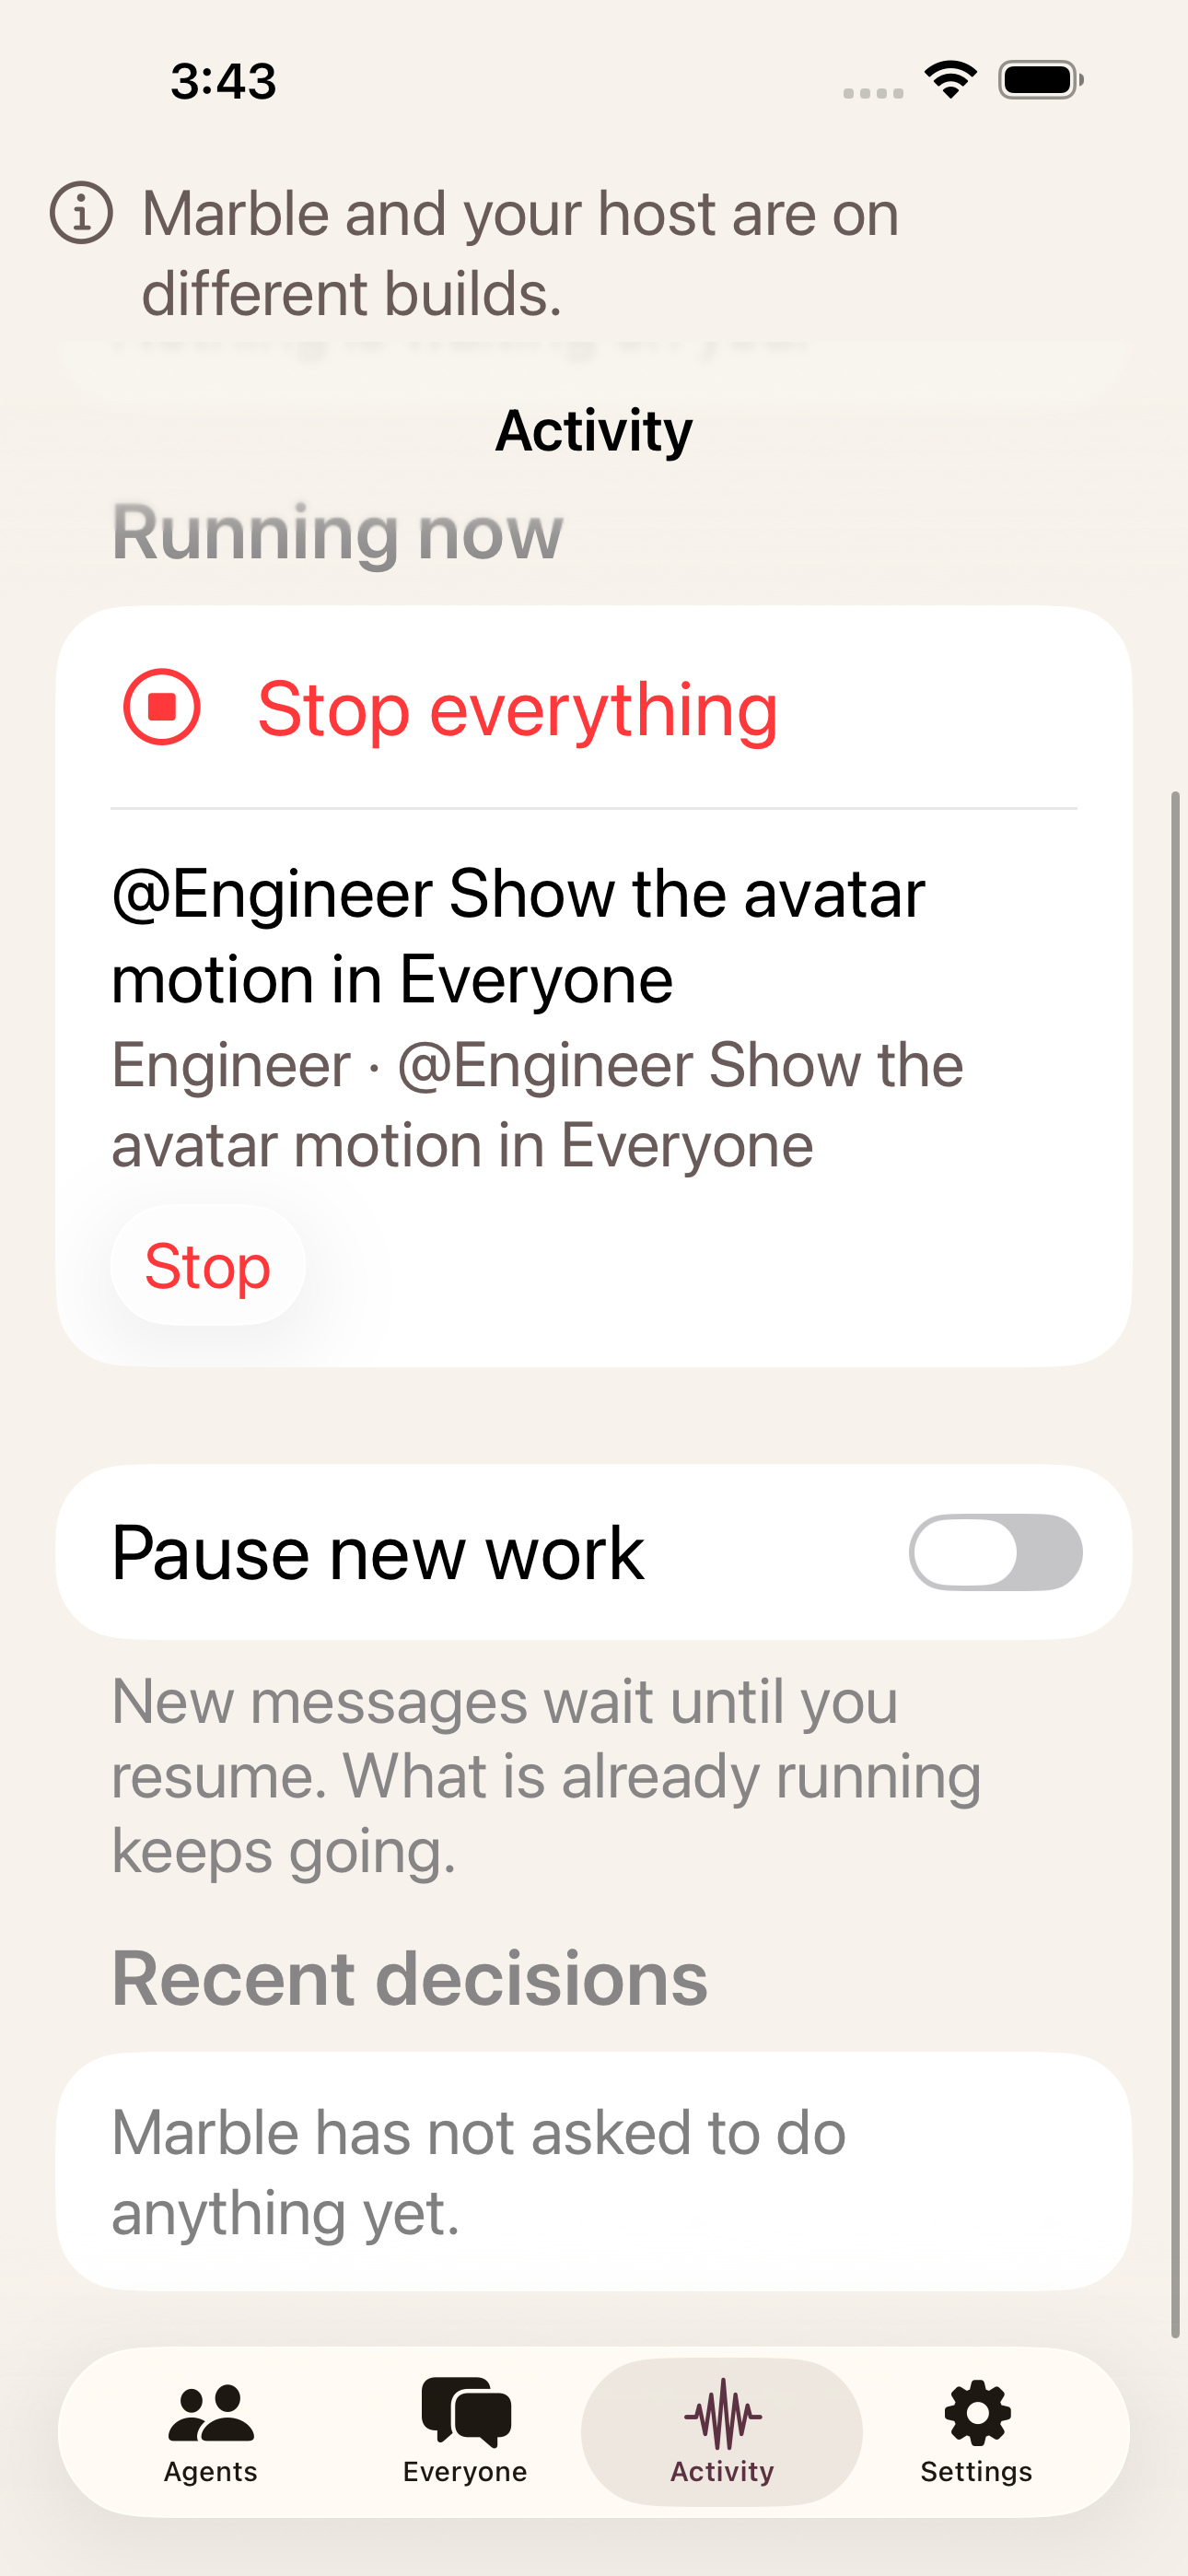 3:43
Marble and your host are on
different builds.
Activity
Running now
Stop everything
@Engineer Show the avatar
motion in Everyone
Engineer · @Engineer Show the
avatar motion in Everyone
Stop
Pause new work
New messages wait until you
resume. What is already running
keeps going.
Recent decisions
Marble has not asked to do
anything yet.
Agents
Everyone
Activity
Settings